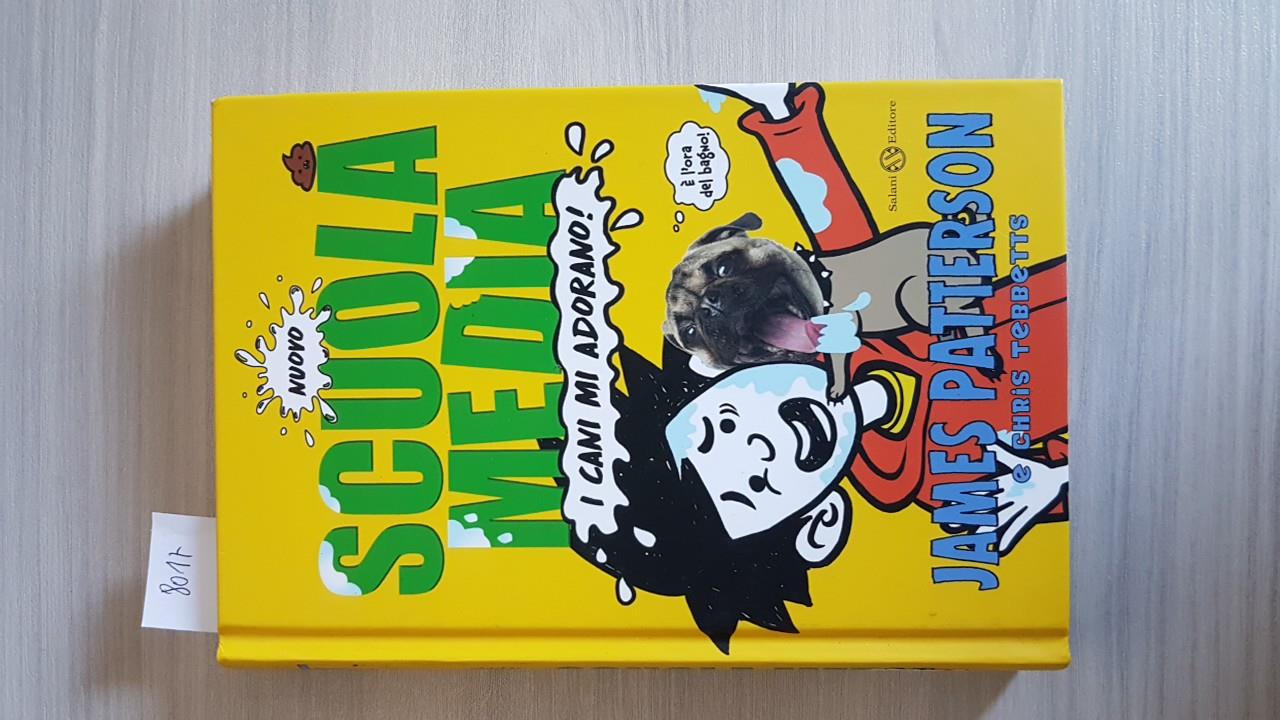 8017
NUOVO
SCUOLA
MEDIA
I CANI MI ADORANO!
È l'ora
del bagno!
Salani Editore
JAMES PATTERSON
e CHRIS TEBBETTS